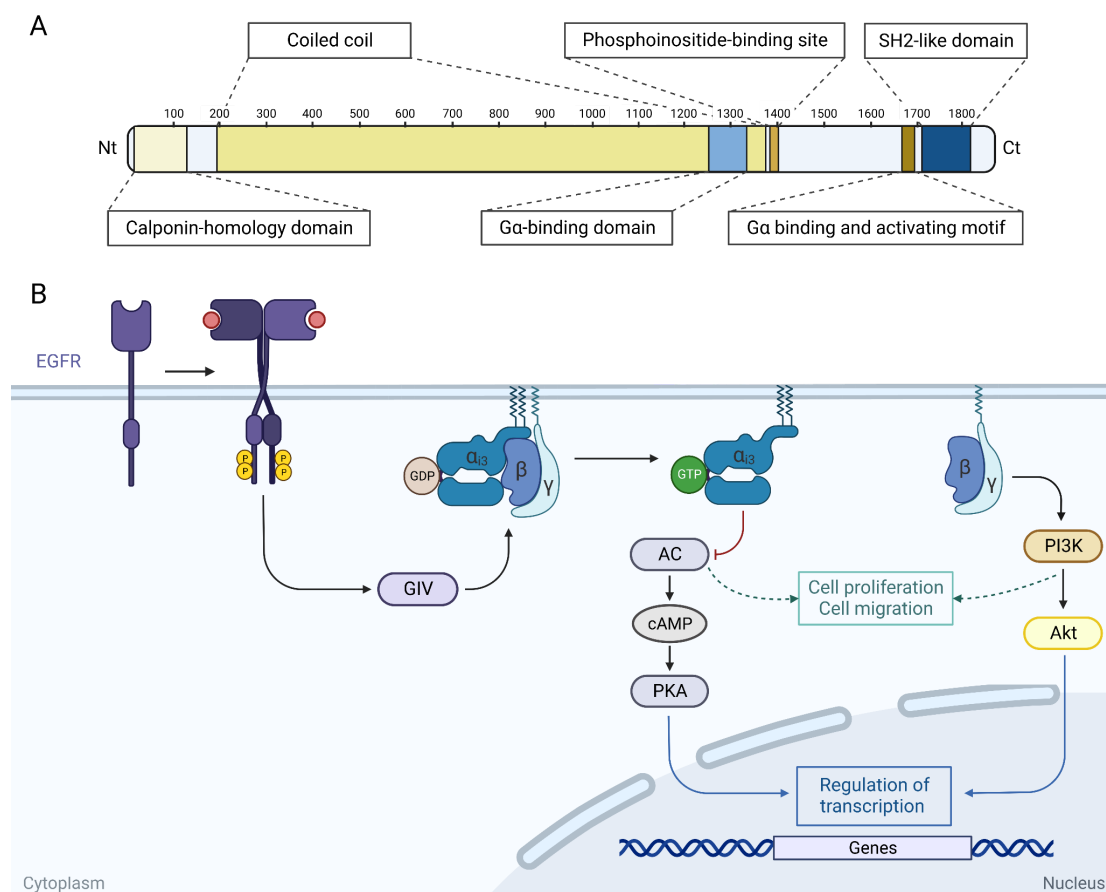 A
Coiled coil
Phosphoinositide-binding site
SH2-like domain
100 200 300 400 500 600 700 800 900 1000 1100 1200 1300 1400 1500 1600 1700 1800
Nt
Ct
Calponin-homology domain
Gα-binding domain
Gα binding and activating motif
B
EGFR
P
P
P
P
GDP
αi3
β
γ
GTP
αi3
β
γ
GIV
AC
cAMP
PKA
PI3K
Akt
Cell proliferation
Cell migration
Regulation of
transcription
Genes
Cytoplasm
Nucleus